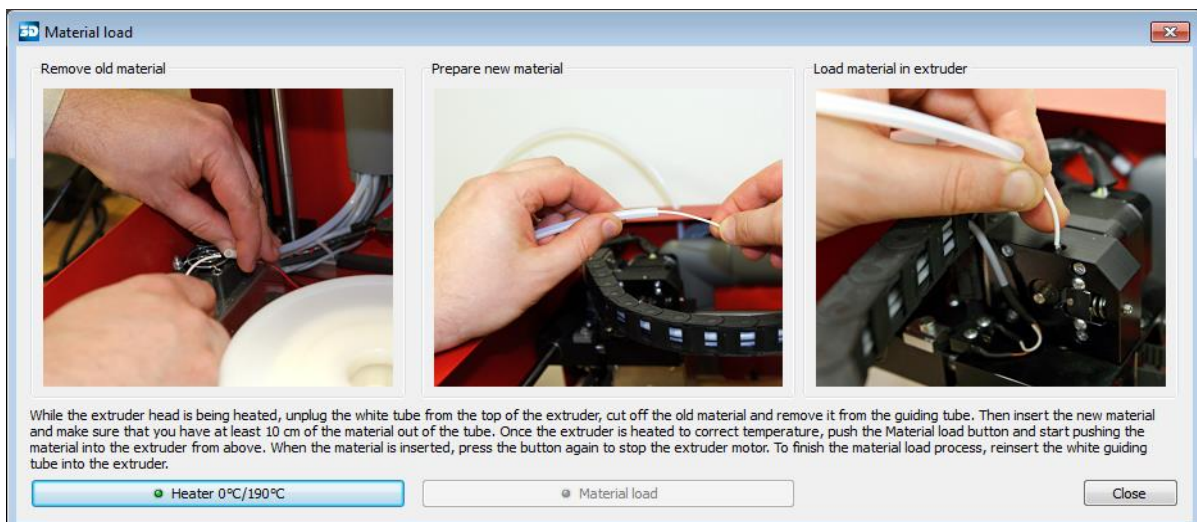 3D Material load
Remove old material
Prepare new material
Load material in extruder
While the extruder head is being heated, unplug the white tube from the top of the extruder, cut off the old material and remove it from the guiding tube. Then insert the new material
and make sure that you have at least 10 cm of the material out of the tube. Once the extruder is heated to correct temperature, push the Material load button and start pushing the
material into the extruder from above. When the material is inserted, press the button again to stop the extruder motor. To finish the material load process, reinsert the white guiding
tube into the extruder.
Heater 0°C/190°C
Material load
Close